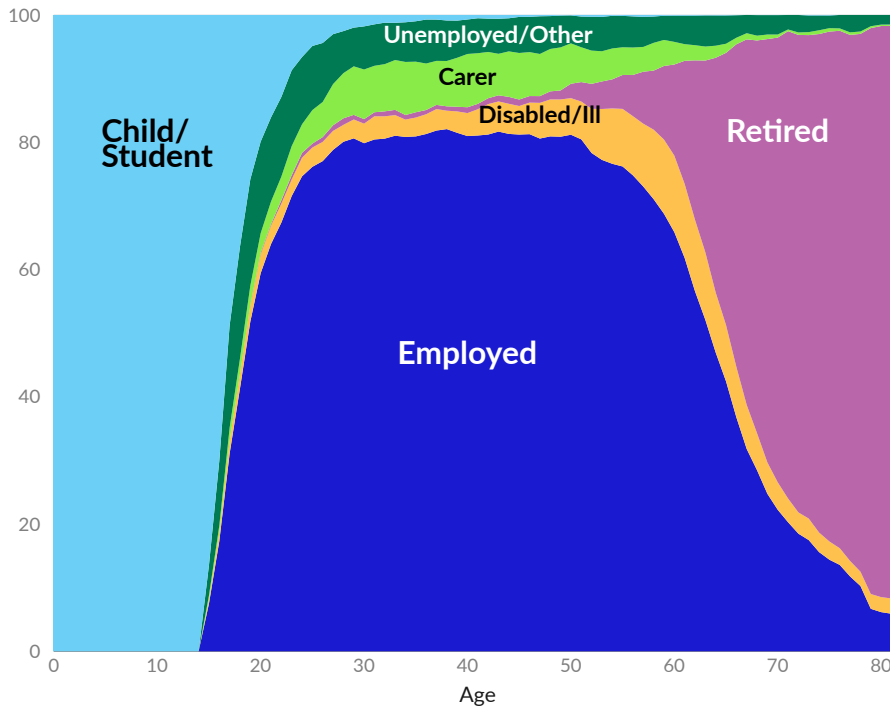 100
Unemployed/Other
Carer
Disabled/Ill
Child/
Student
Retired
80
60
Employed
40
20
0
0 10 20 30 40 50 60 70 80
Age